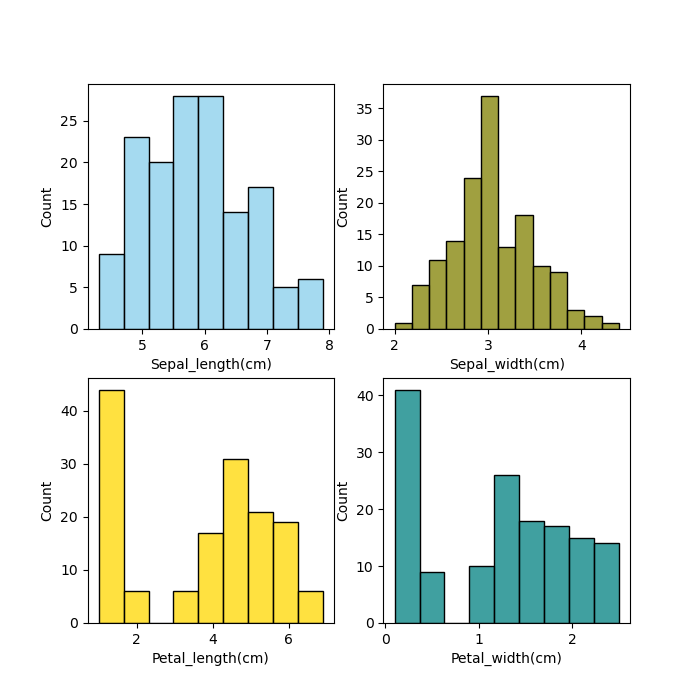 Count
25
20
15
10
5
0
5 6 7 8
Sepal_length(cm)
Count
35
30
25
20
15
10
5
0
2 3 4
Sepal_width(cm)
Count
40
30
20
10
0
2 4 6
Petal_length(cm)
Count
40
30
20
10
0
0 1 2
Petal_width(cm)